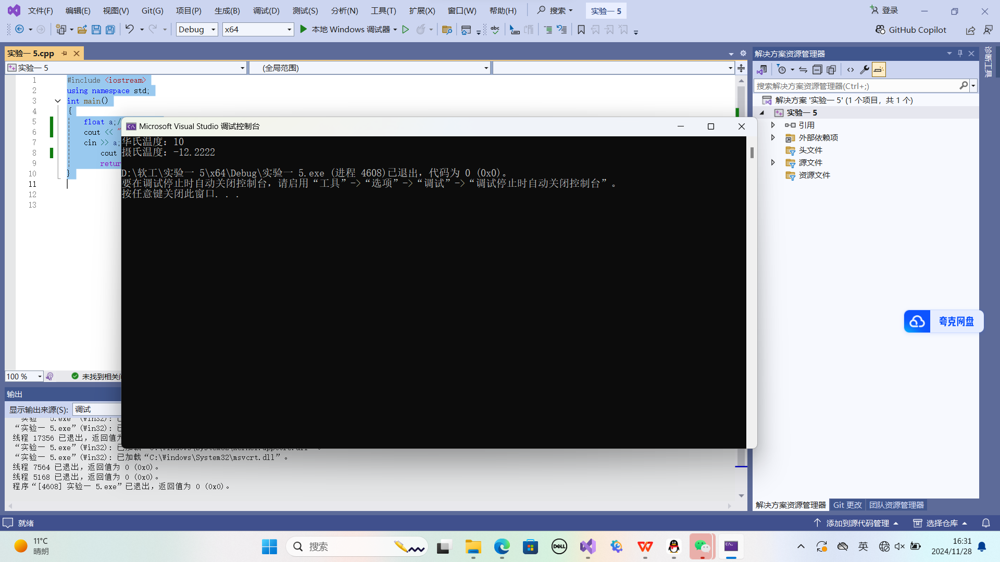 文件(F) 编辑(E) 视图(V) Git(G) 项目(P) 生成(B) 调试(D) 测试(S) 分析(N) 工具(T) 扩展(X) 窗口(W) 帮助(H) 搜索 实验一 5 登录
Debug x64 本地 Windows 调试器 abc GitHub Copilot
实验一 5.cpp
实验一 5 (全局范围)
1 #include <iostream>
2 using namespace std;
3 int main()
4 {
5 float a;/
6 cout << "
7 cin >> a;
8 cout
9 retur
10 }
11
12
13
Microsoft Visual Studio 调试控制台
华氏温度：10
摄氏温度：-12.2222
D:\软工\实验一 5\x64\Debug\实验一 5.exe (进程 4608)已退出，代码为 0 (0x0)。
要在调试停止时自动关闭控制台，请启用“工具”->“选项”->“调试”->“调试停止时自动关闭控制台”。
按任意键关闭此窗口. . .
100 % 未找到相关
输出
显示输出来源(S): 调试
“实验一 5.exe”(Win32): 已
线程 17356 已退出，返回值为
“实验一 5.exe”(Win32): 已加载“C:\Windows\System32\kernel.appcore.dll”。
“实验一 5.exe”(Win32): 已加载“C:\Windows\System32\msvcrt.dll”。
线程 7564 已退出，返回值为 0 (0x0)。
线程 5168 已退出，返回值为 0 (0x0)。
程序“[4608] 实验一 5.exe”已退出，返回值为 0 (0x0)。
解决方案资源管理器
搜索解决方案资源管理器(Ctrl+;)
解决方案 '实验一 5' (1 个项目，共 1 个)
实验一 5
引用
外部依赖项
头文件
源文件
资源文件
诊断工具
夸克网盘
解决方案资源管理器 Git 更改 团队资源管理器
就绪 添加到源代码管理 选择仓库
11°C
晴朗
搜索
DELL
英
16:31
2024/11/28